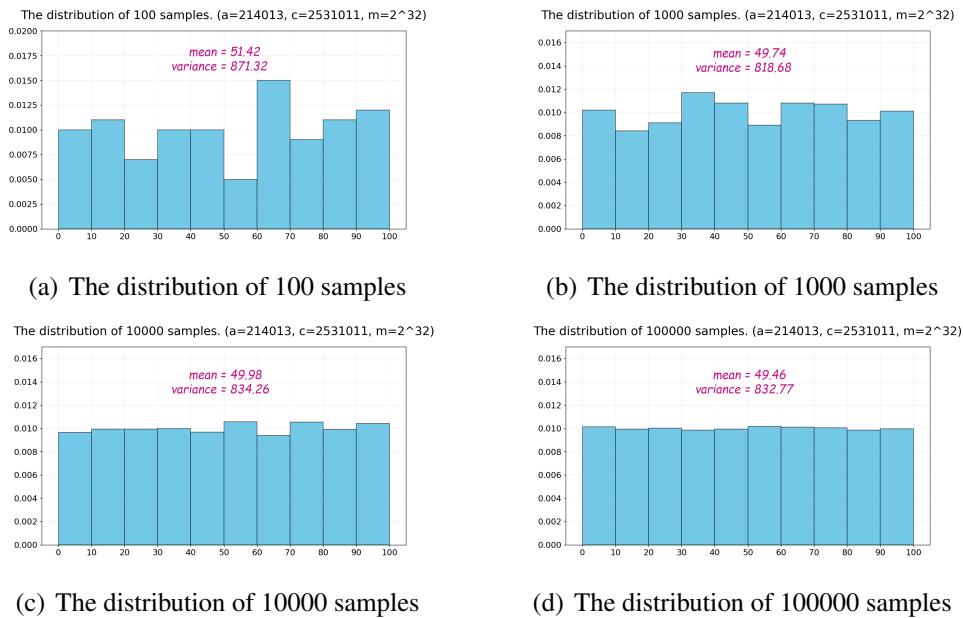 The distribution of 100 samples. (a=214013, c=2531011, m=2^32)
0.0200
0.0175
0.0150
0.0125
0.0100
0.0075
0.0050
0.0025
0.0000
mean = 51.42
variance = 871.32
0 10 20 30 40 50 60 70 80 90 100
(a) The distribution of 100 samples
The distribution of 1000 samples. (a=214013, c=2531011, m=2^32)
0.016
0.014
0.012
0.010
0.008
0.006
0.004
0.002
0.000
mean = 49.74
variance = 818.68
0 10 20 30 40 50 60 70 80 90 100
(b) The distribution of 1000 samples
The distribution of 10000 samples. (a=214013, c=2531011, m=2^32)
0.016
0.014
0.012
0.010
0.008
0.006
0.004
0.002
0.000
mean = 49.98
variance = 834.26
0 10 20 30 40 50 60 70 80 90 100
(c) The distribution of 10000 samples
The distribution of 100000 samples. (a=214013, c=2531011, m=2^32)
0.016
0.014
0.012
0.010
0.008
0.006
0.004
0.002
0.000
mean = 49.46
variance = 832.77
0 10 20 30 40 50 60 70 80 90 100
(d) The distribution of 100000 samples